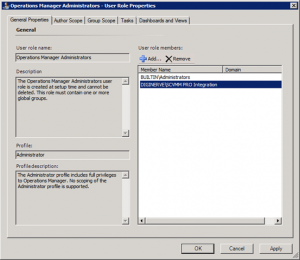 Operations Manager Administrators - User Role Properties
General Properties Author Scope Group Scope Tasks Dashboards and Views
General
User role name:
Operations Manager Administrators
Description
The Operations Manager Administrators user
role is created at setup time and cannot be
deleted. This role must contain one or more
global groups.
Profile:
Administrator
Profile description:
The Administrator profile includes full privileges
to Operations Manager. No scoping of the
Administrator profile is supported.
User role members:
Add... Remove
Member Name Domain
BUILTIN\Administrators
\SCVMM PRO Integration
OK Cancel Apply